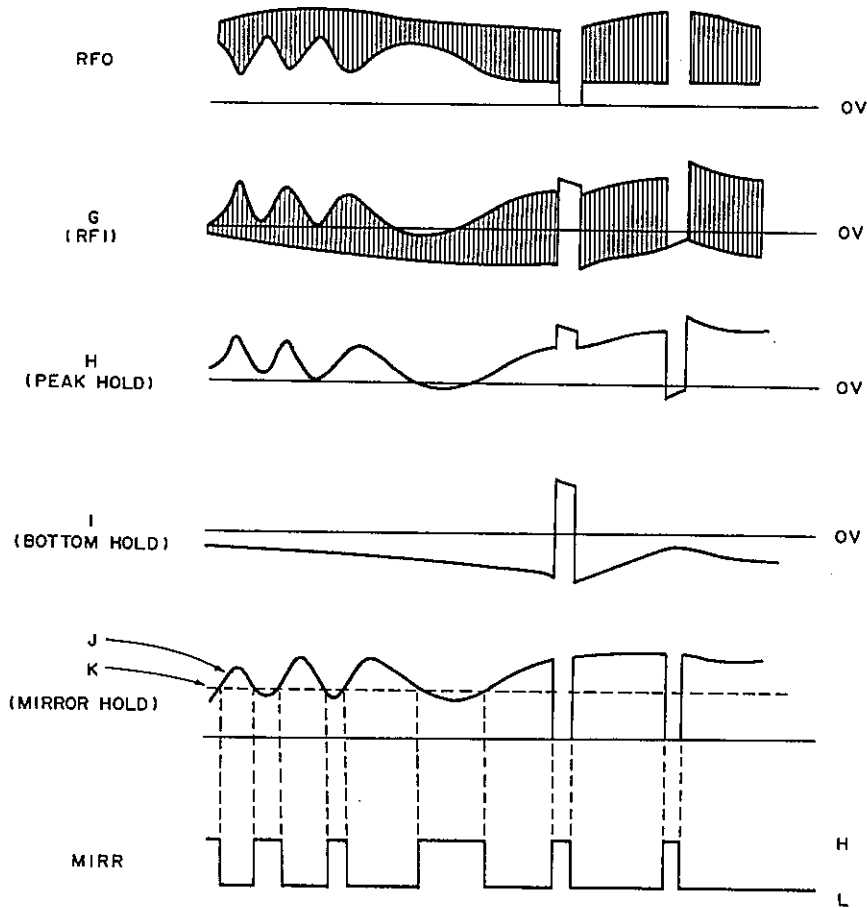 RFO
OV
G
(RFI)
OV
H
(PEAK HOLD)
OV
I
(BOTTOM HOLD)
OV
J
K
(MIRROR HOLD)
MIRR
H
L